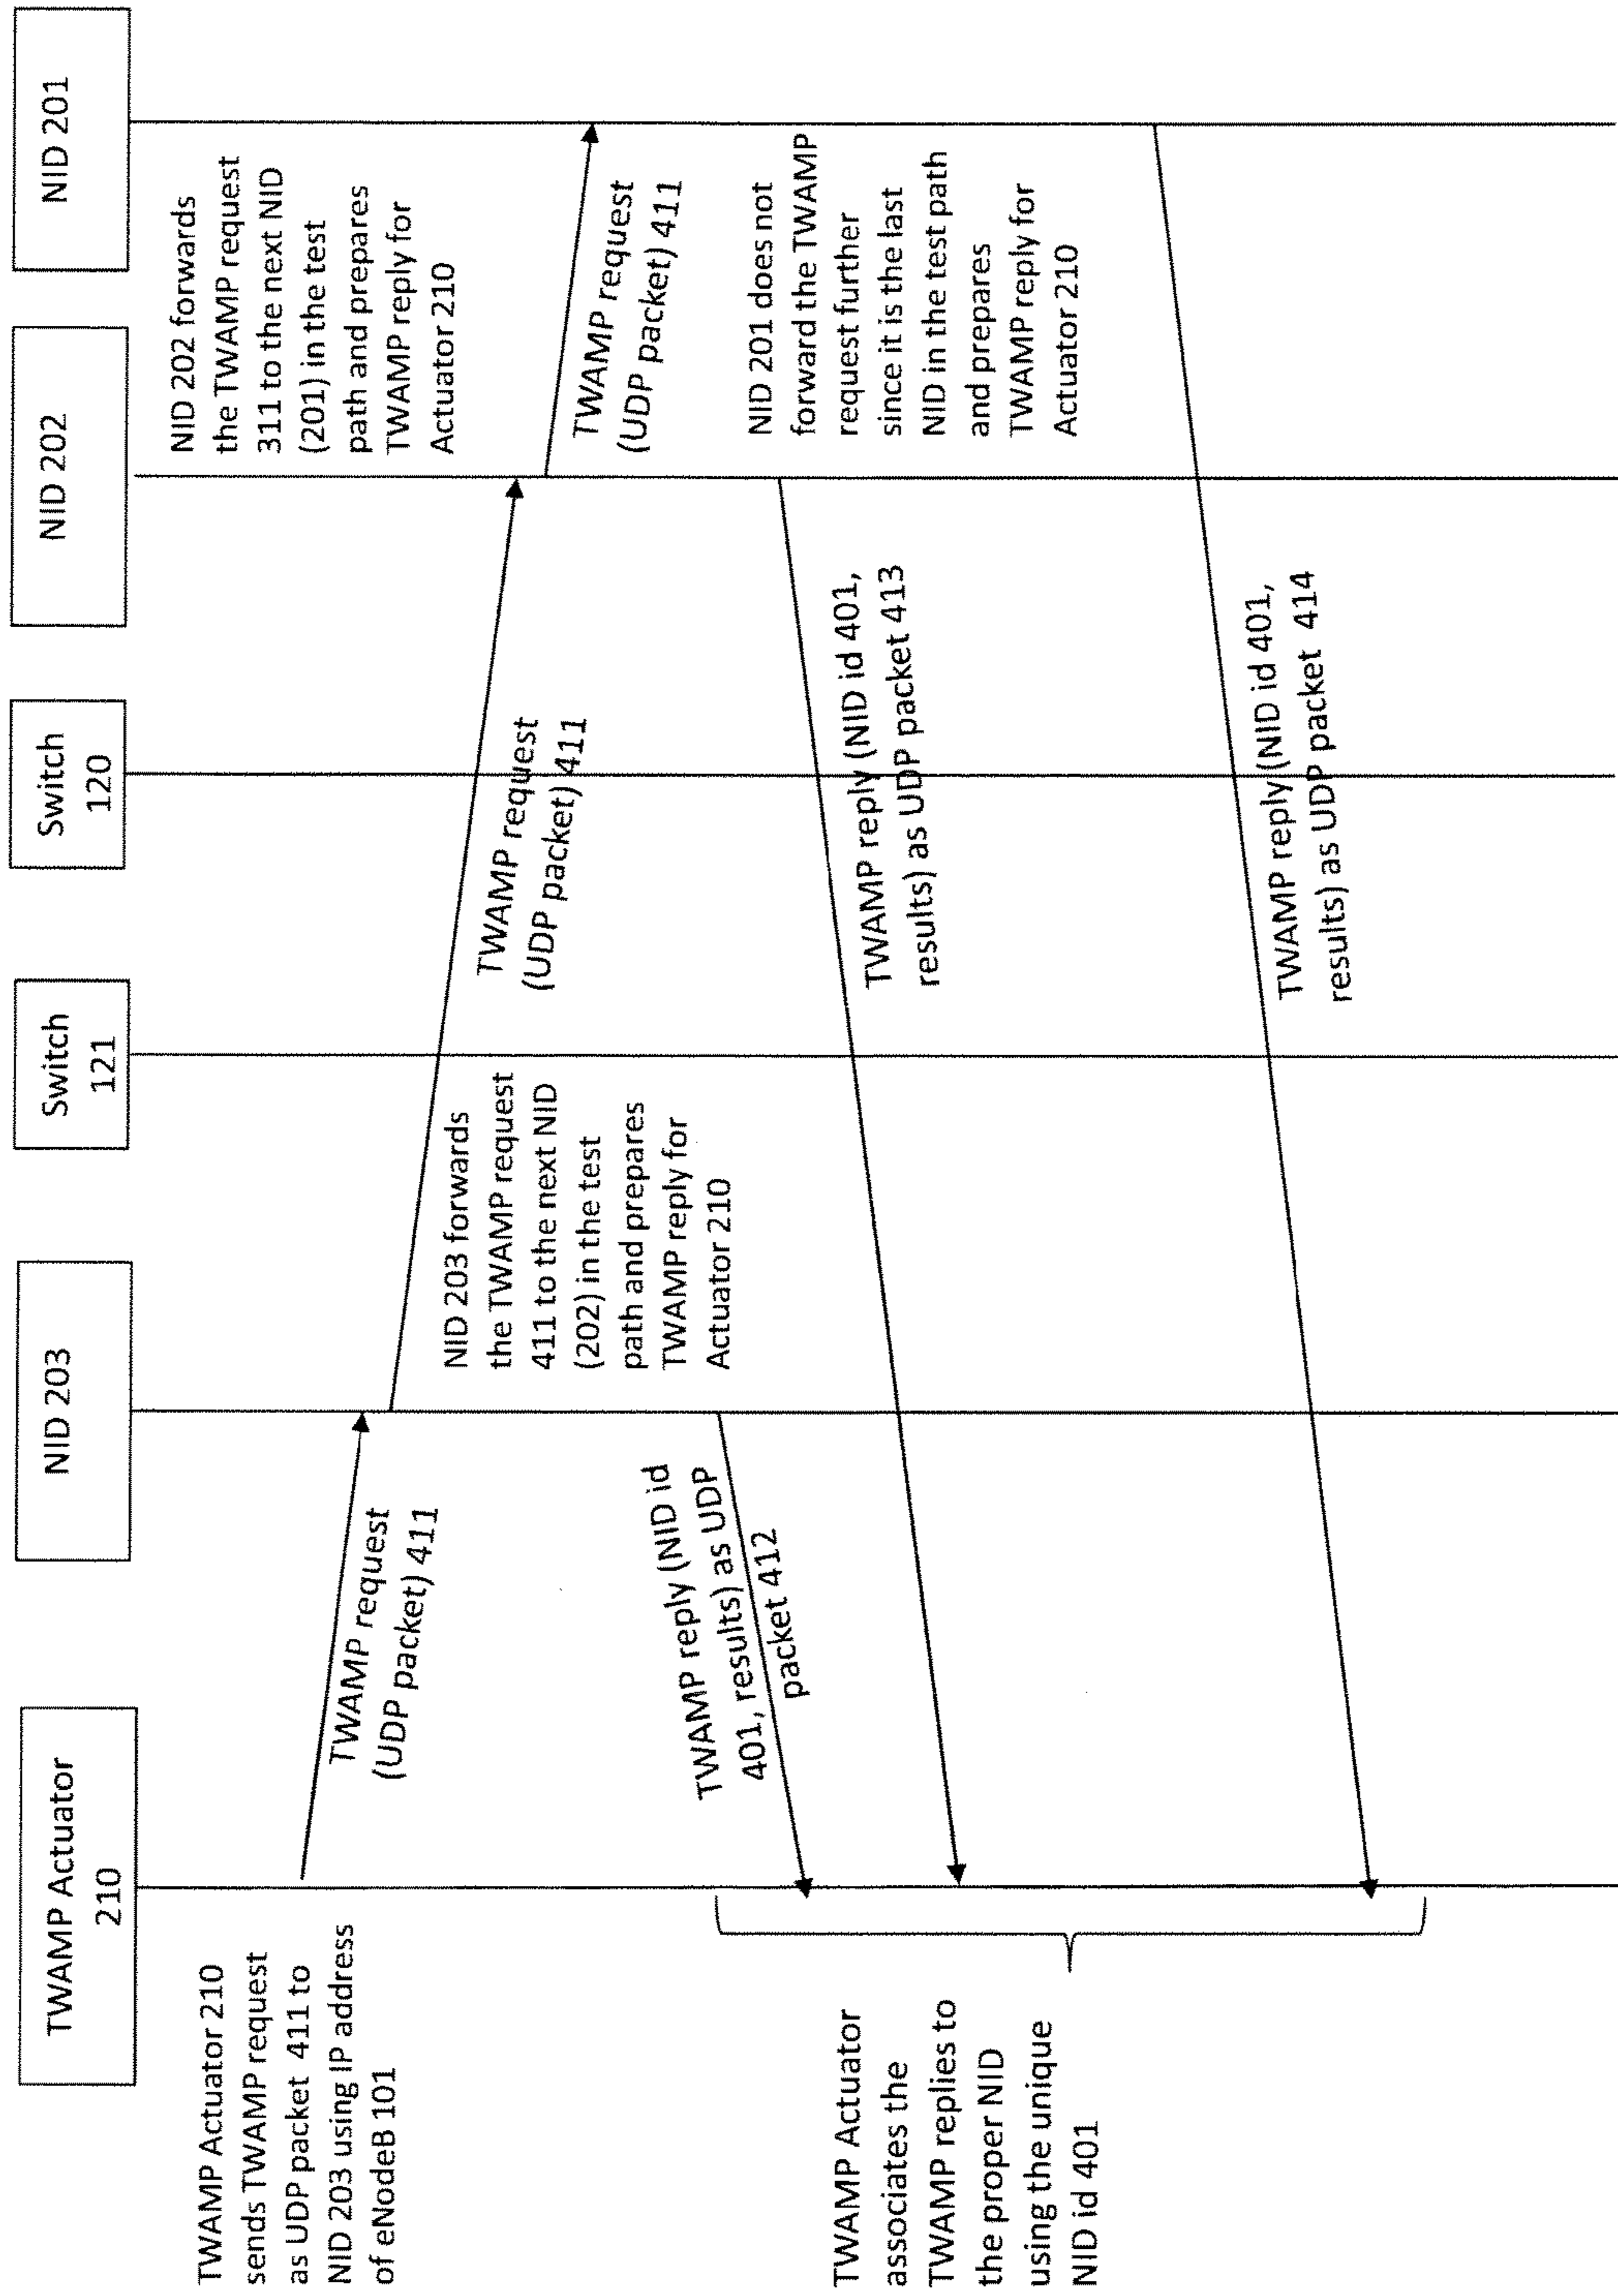 TWAMP Actuator
210
NID 203
Switch
121
Switch
120
NID 202
NID 201
TWAMP Actuator 210
sends TWAMP request
as UDP packet 411 to
NID 203 using IP address
of eNodeB 101
TWAMP request
(UDP packet) 411
NID 203 forwards
the TWAMP request
411 to the next NID
(202) in the test
path and prepares
TWAMP reply for
Actuator 210
TWAMP request
(UDP packet) 411
NID 202 forwards
the TWAMP request
311 to the next NID
(201) in the test
path and prepares
TWAMP reply for
Actuator 210
TWAMP request
(UDP packet) 411
NID 201 does not
forward the TWAMP
request further
since it is the last
NID in the test path
and prepares
TWAMP reply for
Actuator 210
TWAMP reply (NID id
401, results) as UDP
packet 412
TWAMP reply (NID id 401,
results) as UDP packet 413
TWAMP reply (NID id 401,
results) as UDP packet 414
TWAMP Actuator
associates the
TWAMP replies to
the proper NID
using the unique
NID id 401